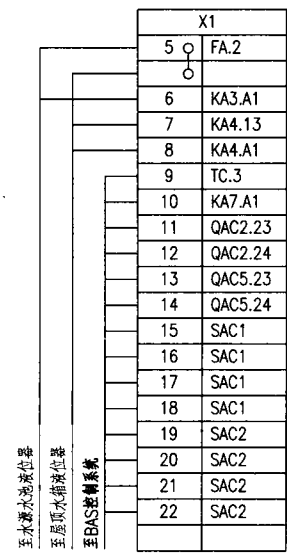 X1
5 FA.2
6 KA3.A1
7 KA4.13
8 KA4.A1
9 TC.3
10 KA7.A1
11 QAC2.23
12 QAC2.24
13 QAC5.23
14 QAC5.24
15 SAC1
16 SAC1
17 SAC1
18 SAC1
19 SAC2
20 SAC2
21 SAC2
22 SAC2
至水源水池液位器
至屋顶水箱液位器
至BAS控制系统